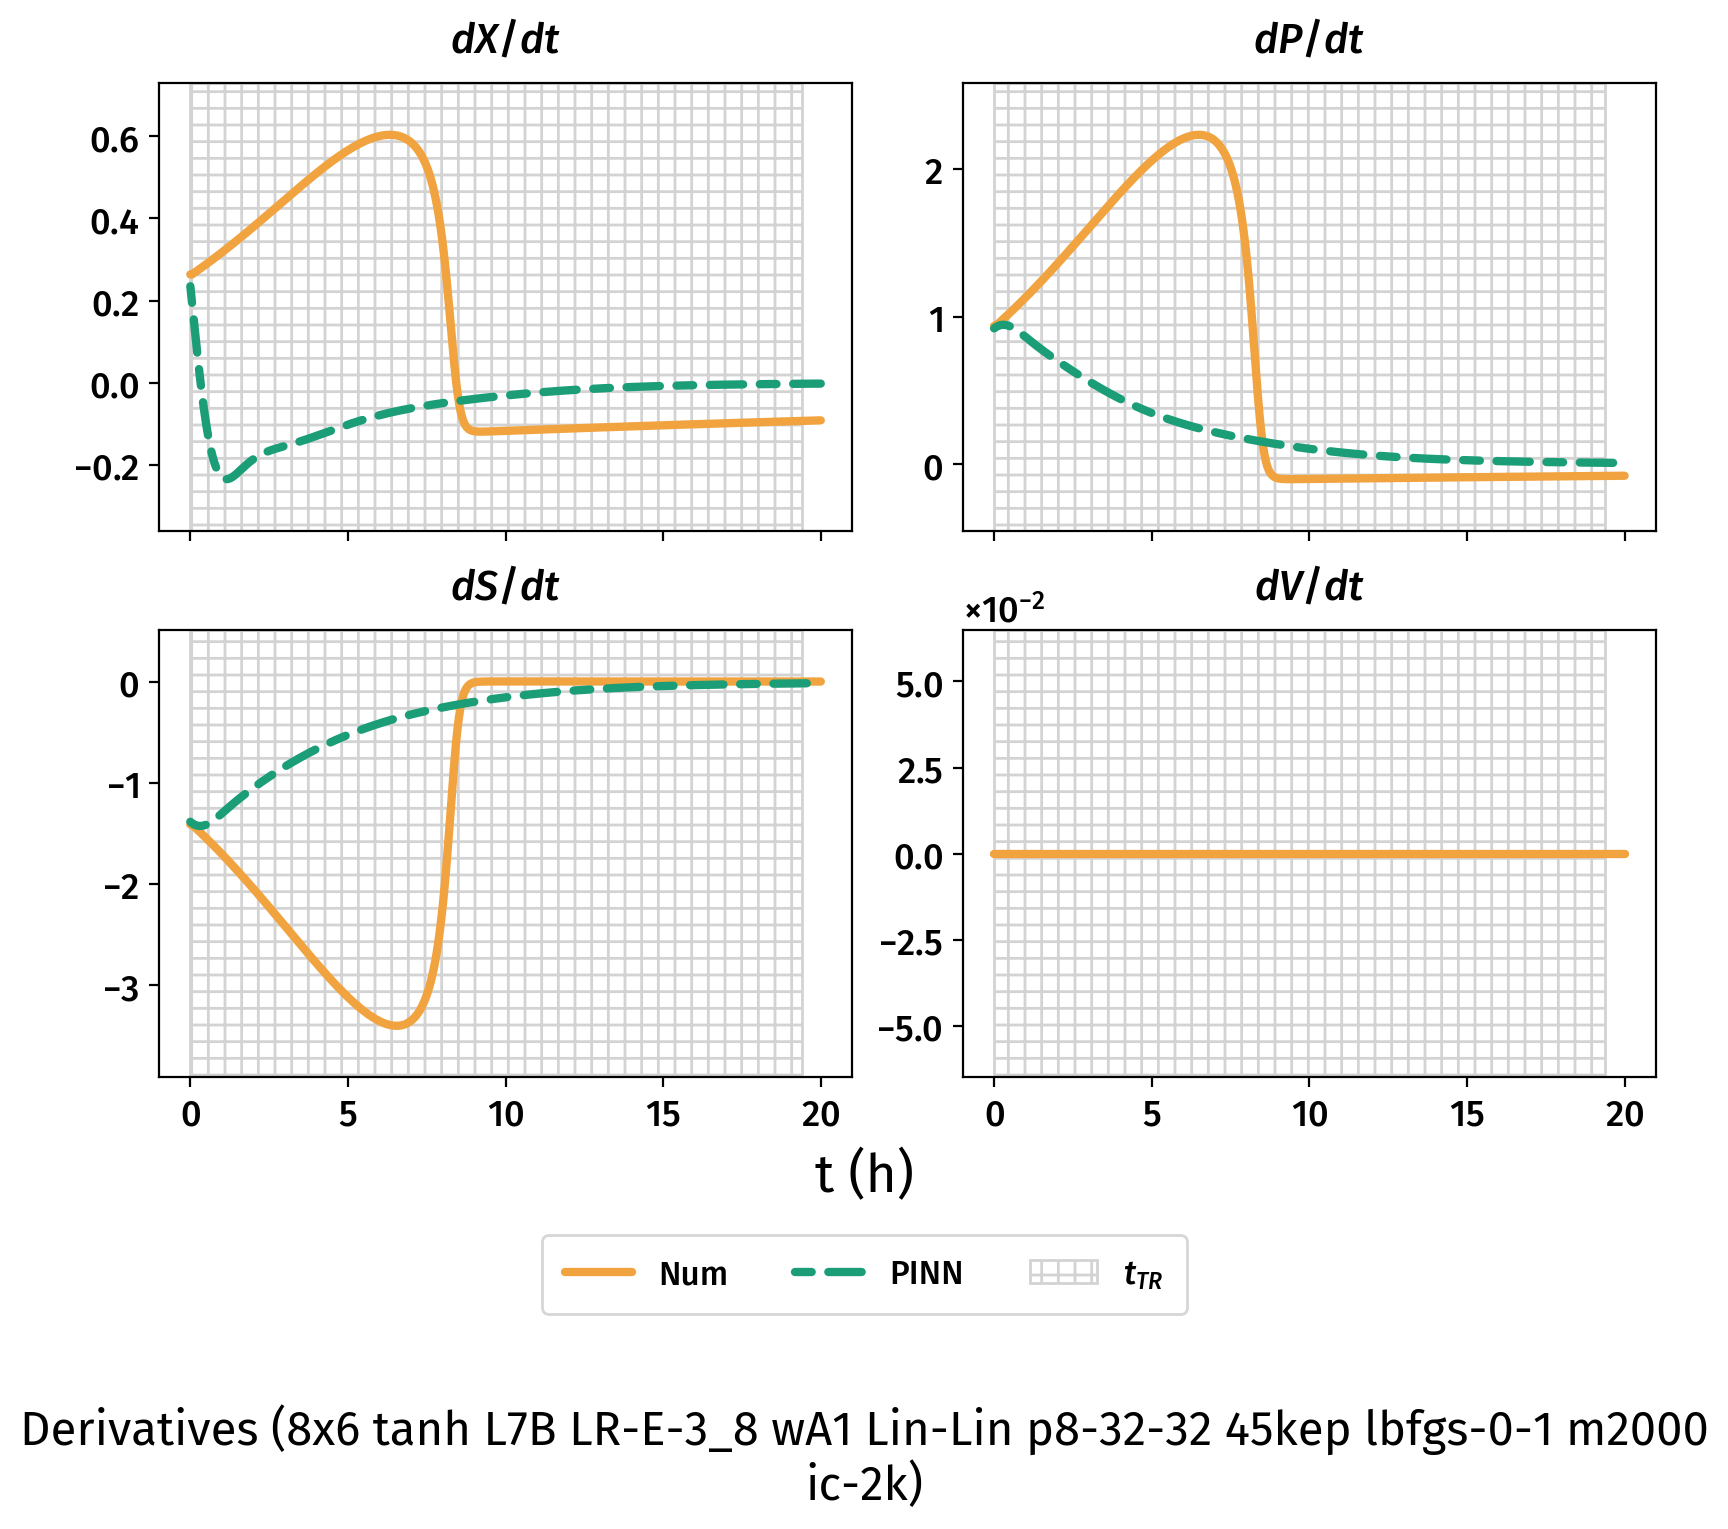 dX/dt
dP/dt
0.6
0.4
0.2
0.0
−0.2
2
1
0
dS/dt
dV/dt
×10−2
0
−1
−2
−3
5.0
2.5
0.0
−2.5
−5.0
0 5 10 15 20
0 5 10 15 20
t (h)
Num PINN tTR
Derivatives (8x6 tanh L7B LR-E-3_8 wA1 Lin-Lin p8-32-32 45kep lbfgs-0-1 m2000
ic-2k)